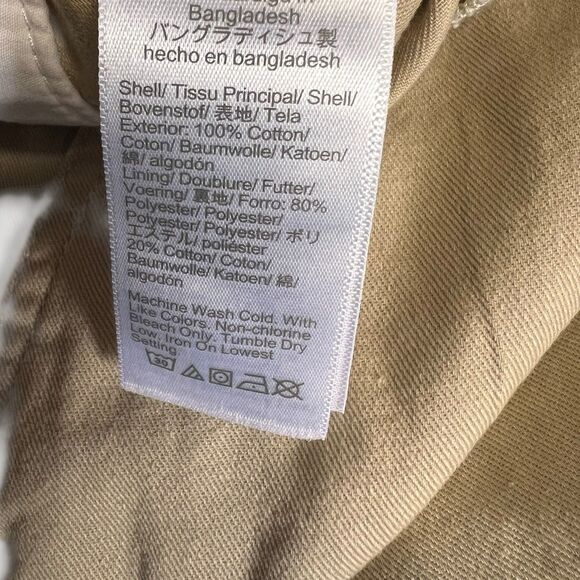 Bangladesh
バングラディシュ製
hecho en bangladesh
Shell/ Tissu Principal/ Shell/
Bovenstof/ 表地/ Tela
Exterior: 100% Cotton/
Coton/ Baumwolle/ Katoen/
綿/ algodón
Lining/ Doublure/ Futter/
Voering/ 裏地/ Forro: 80%
Polyester/ Polyester/
Polyester/ Polyester/ ポリ
エステル/ poliéster
20% Cotton/ Coton/
Baumwolle/ Katoen/ 綿/
algodón
Machine Wash Cold. With
Like Colors. Non-chlorine
Bleach Only. Tumble Dry
Low. Iron On Lowest
Setting.
30